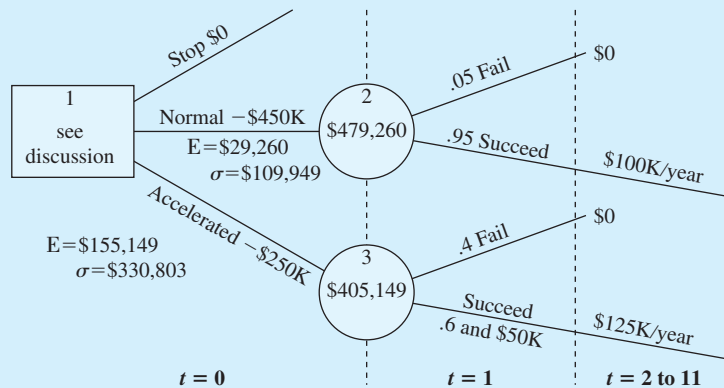 Stop $0
1
see
discussion
Normal −$450K
E=$29,260
σ=$109,949
2
$479,260
.05 Fail
$0
.95 Succeed
$100K/year
Accelerated −$250K
E=$155,149
σ=$330,803
3
$405,149
.4 Fail
$0
Succeed
.6 and $50K
$125K/year
t = 0
t = 1
t = 2 to 11